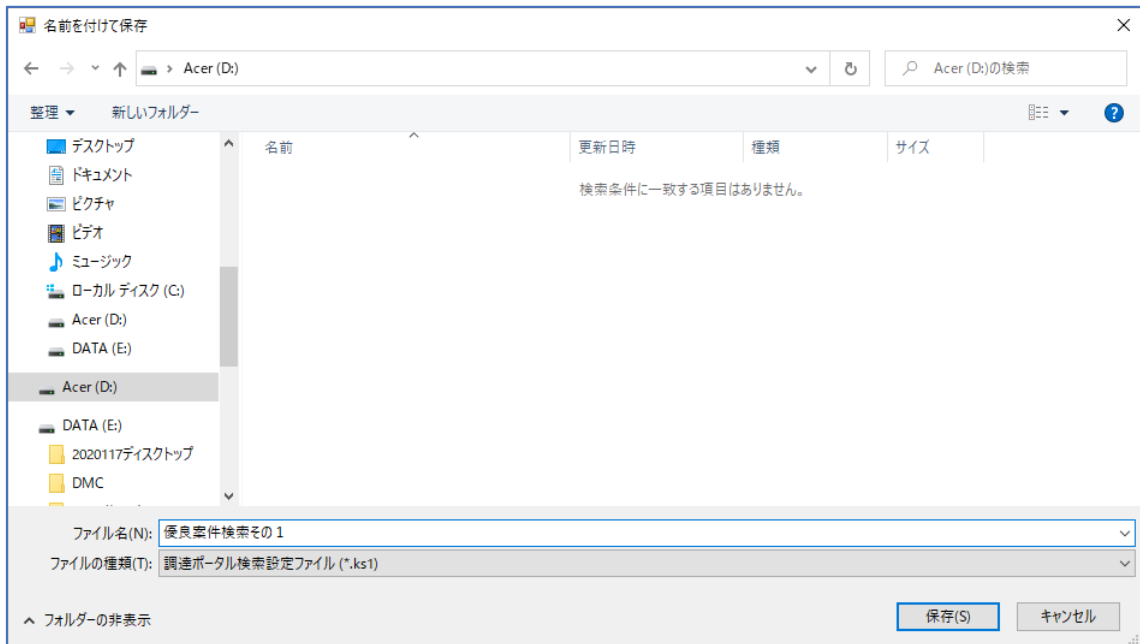 名前を付けて保存
Acer (D:)
Acer (D:)の検索
整理
新しいフォルダー
デスクトップ
ドキュメント
ピクチャ
ビデオ
ミュージック
ローカル ディスク (C:)
Acer (D:)
DATA (E:)
Acer (D:)
DATA (E:)
2020117ディスクトップ
DMC
名前 更新日時 種類 サイズ
検索条件に一致する項目はありません。
ファイル名(N): 優良案件検索その１
ファイルの種類(T): 調達ポータル検索設定ファイル (*.ks1)
フォルダーの非表示
保存(S)
キャンセル